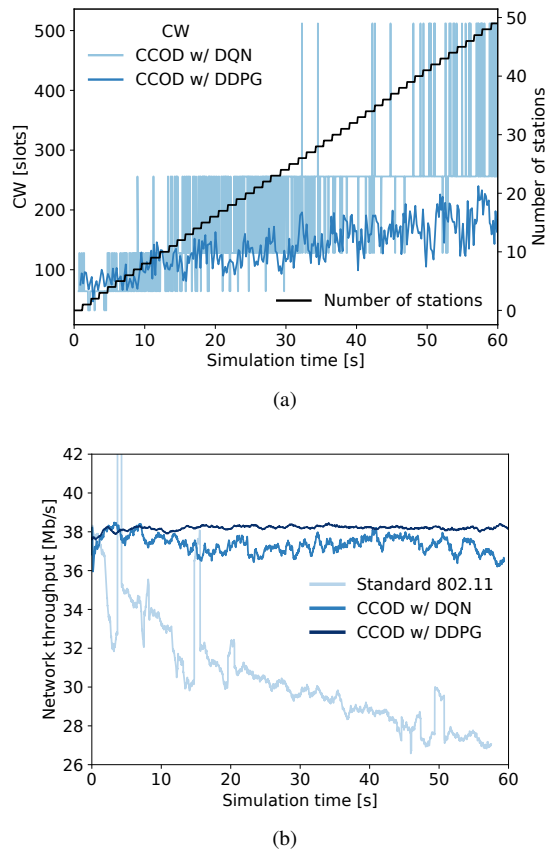 CW
CCOD w/ DQN
CCOD w/ DDPG
Number of stations
CW [slots]
500
400
300
200
100
Number of stations
50
40
30
20
10
0
0 10 20 30 40 50 60
Simulation time [s]
(a)
Network throughput [Mb/s]
42
40
38
36
34
32
30
28
26
Standard 802.11
CCOD w/ DQN
CCOD w/ DDPG
0 10 20 30 40 50 60
Simulation time [s]
(b)